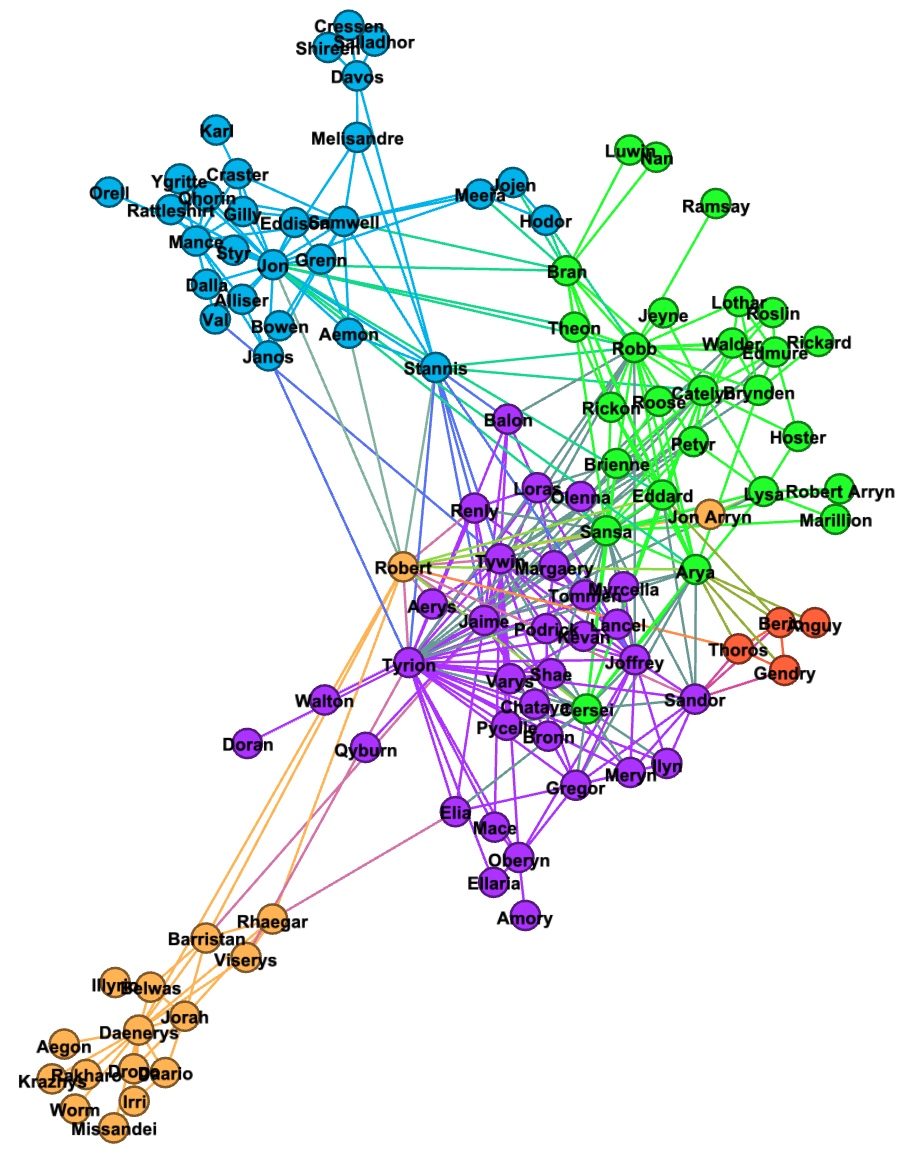 Cressen
Salladhor
Shireen
Davos
Karl
Melisandre
Luwin
Nan
Craster
Ygritte
Orell
Qhorin
Meera
Jojen
Ramsay
Rattleshirt
Gilly
Eddison
Samwell
Hodor
Mance
Styr
Jon
Grenn
Bran
Dalla
Alliser
Val
Bowen
Aemon
Theon
Jeyne
Lothar
Roslin
Janos
Robb
Walder
Edmure
Rickard
Stannis
Rickon
Roose
Catelyn
Brynden
Balon
Petyr
Hoster
Brienne
Loras
Olenna
Eddard
Lysa
Robert Arryn
Renly
Jon Arryn
Marillion
Sansa
Robert
Tywin
Margaery
Arya
Tommen
Myrcella
Aerys
Jaime
Podrick
Kevan
Lancel
Beric
Anguy
Thoros
Tyrion
Joffrey
Gendry
Varys
Shae
Walton
Chataya
Cersei
Sandor
Pycelle
Bronn
Doran
Qyburn
Meryn
Ilyn
Gregor
Elia
Mace
Oberyn
Ellaria
Amory
Rhaegar
Barristan
Viserys
Illyrio
Belwas
Jorah
Daenerys
Aegon
Kraznys
Rakharo
Drogo
Daario
Worm
Irri
Missandei